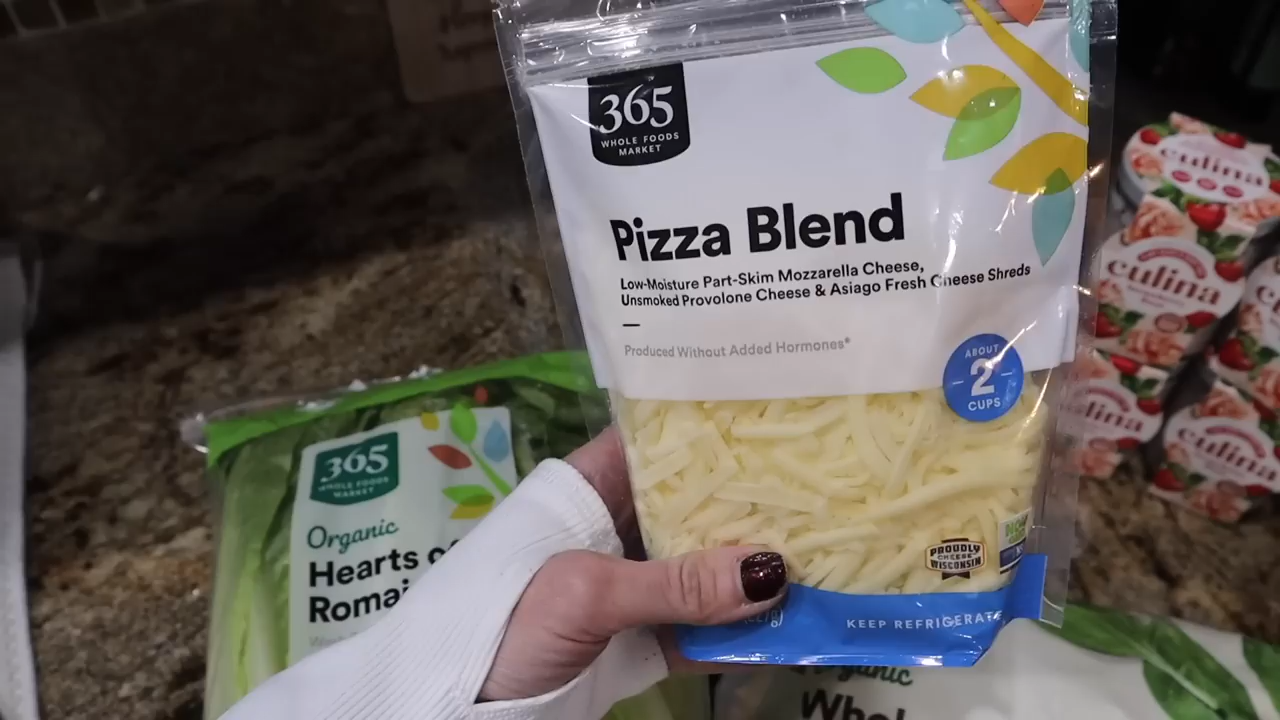 365
WHOLE FOODS
MARKET
Pizza Blend
Low-Moisture Part-Skim Mozzarella Cheese,
Unsmoked Provolone Cheese & Asiago Fresh Cheese Shreds
Produced Without Added Hormones*
ABOUT
2
CUPS
PROUDLY
CHEESE
WISCONSIN
KEEP REFRIGERATE
365
WHOLE FOODS
MARKET
Organic
Hearts
culina
culina
culina